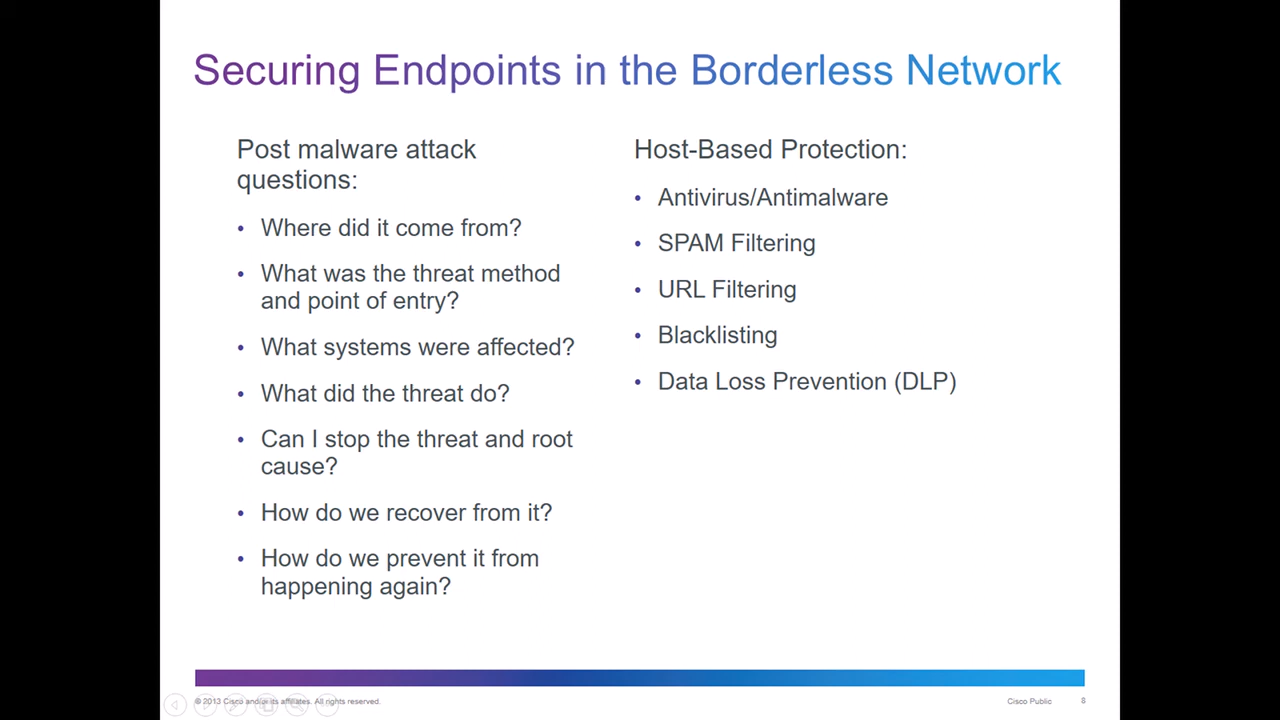 Securing Endpoints in the Borderless Network
Post malware attack
questions:
• Where did it come from?
• What was the threat method
and point of entry?
• What systems were affected?
• What did the threat do?
• Can I stop the threat and root
cause?
• How do we recover from it?
• How do we prevent it from
happening again?
Host-Based Protection:
• Antivirus/Antimalware
• SPAM Filtering
• URL Filtering
• Blacklisting
• Data Loss Prevention (DLP)
© 2013 Cisco and/or its affiliates. All rights reserved.
Cisco Public
8